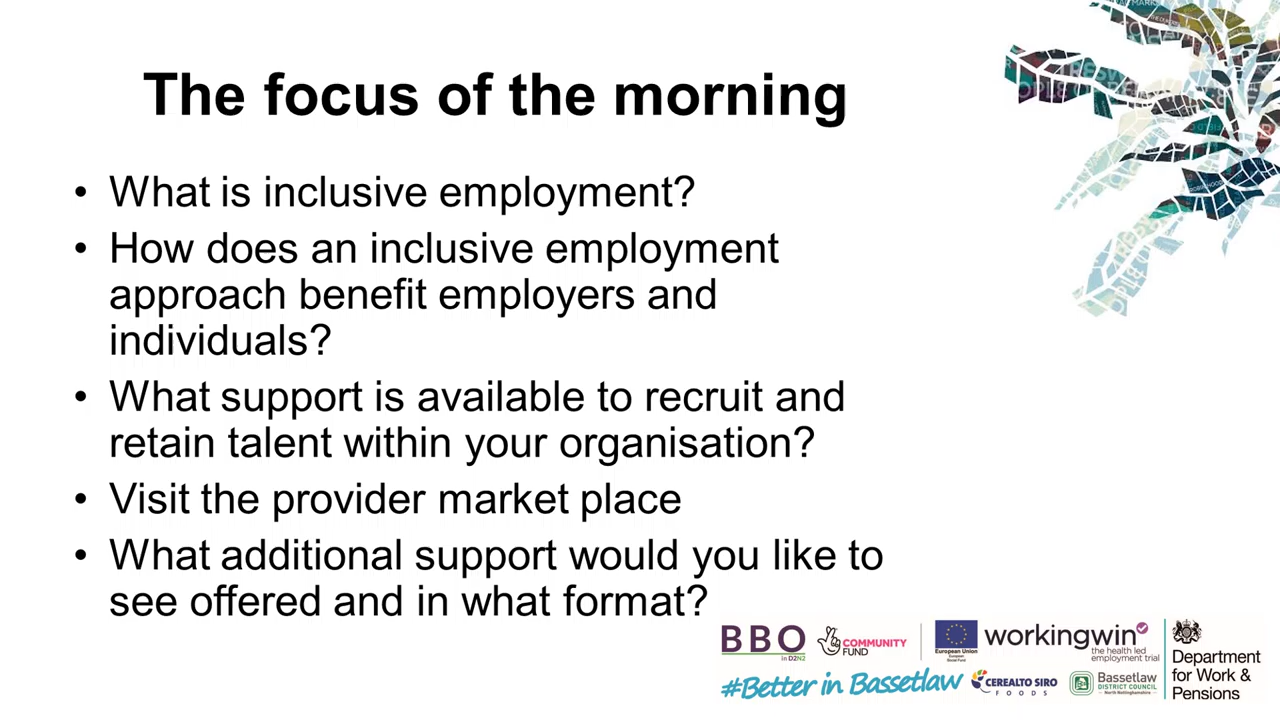 The focus of the morning
• What is inclusive employment?
• How does an inclusive employment
approach benefit employers and
individuals?
• What support is available to recruit and
retain talent within your organisation?
• Visit the provider market place
• What additional support would you like to
see offered and in what format?
BBO
in D2N2
COMMUNITY
FUND
European Union
European
Social Fund
workingwin
the health led
employment trial
Department
for Work &
Pensions
#Better in Bassetlaw
CEREALTO SIRO
FOODS
Bassetlaw
DISTRICT COUNCIL
North Nottinghamshire